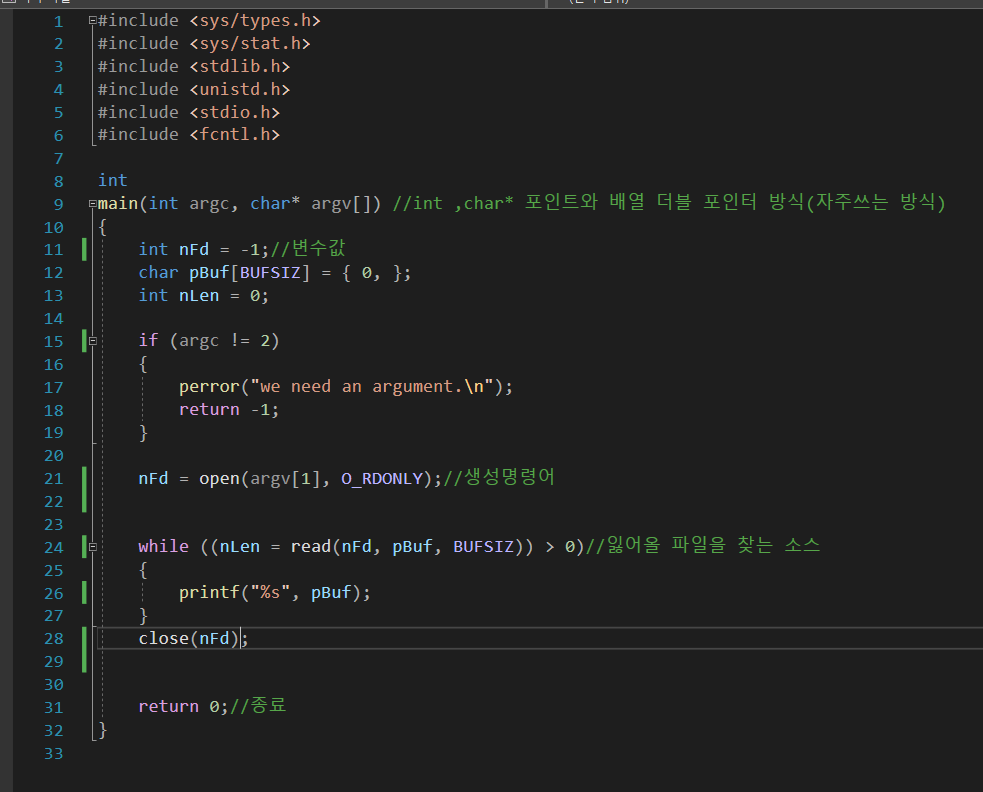 1 #include <sys/types.h>
2 #include <sys/stat.h>
3 #include <stdlib.h>
4 #include <unistd.h>
5 #include <stdio.h>
6 #include <fcntl.h>
7
8 int
9 main(int argc, char* argv[]) //int ,char* 포인트와 배열 더블 포인터 방식(자주쓰는 방식)
10 {
11 int nFd = -1;//변수값
12 char pBuf[BUFSIZ] = { 0, };
13 int nLen = 0;
14
15 if (argc != 2)
16 {
17 perror("we need an argument.\n");
18 return -1;
19 }
20
21 nFd = open(argv[1], O_RDONLY);//생성명령어
22
23
24 while ((nLen = read(nFd, pBuf, BUFSIZ)) > 0)//잃어올 파일을 찾는 소스
25 {
26 printf("%s", pBuf);
27 }
28 close(nFd);
29
30
31 return 0;//종료
32 }
33